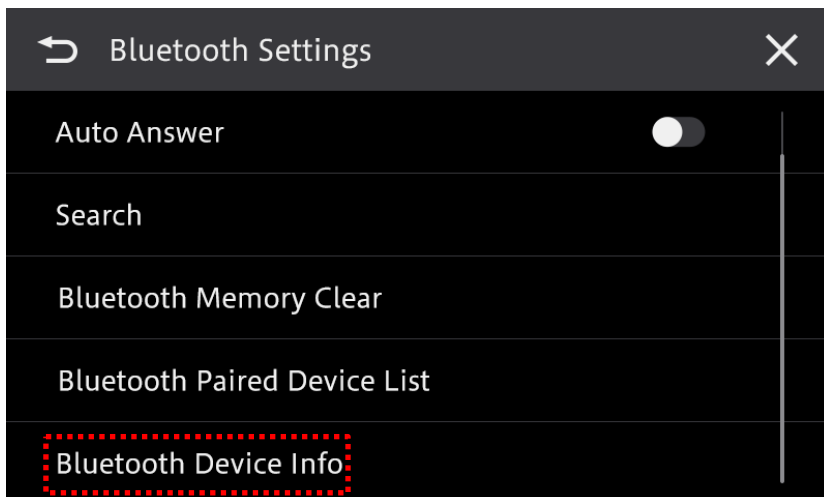 Bluetooth Settings
Auto Answer
Search
Bluetooth Memory Clear
Bluetooth Paired Device List
Bluetooth Device Info